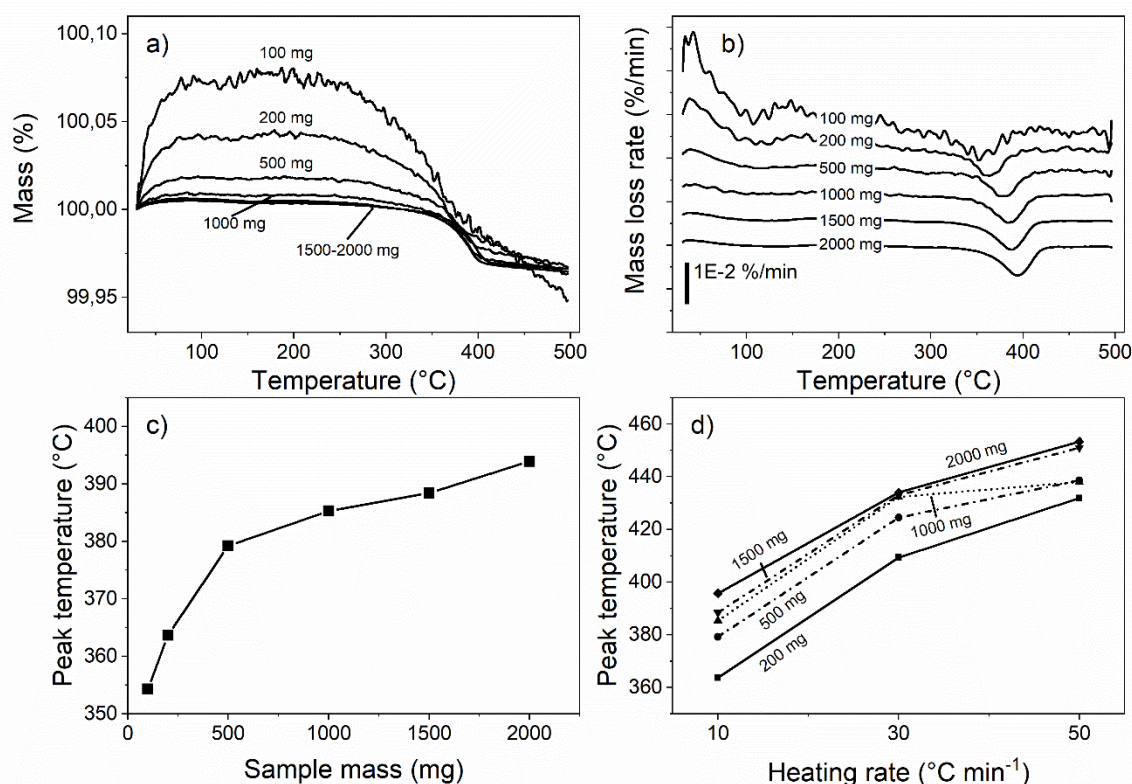 a)
100,10
100,05
100,00
99,95
Mass (%)
100 mg
200 mg
500 mg
1000 mg
1500-2000 mg
100
200
300
400
500
Temperature (°C)
b)
Mass loss rate (%/min)
100 mg
200 mg
500 mg
1000 mg
1500 mg
2000 mg
1E-2 %/min
100
200
300
400
500
Temperature (°C)
c)
400
390
380
370
360
350
Peak temperature (°C)
0
500
1000
1500
2000
Sample mass (mg)
d)
460
440
420
400
380
360
Peak temperature (°C)
2000 mg
1000 mg
1500 mg
500 mg
200 mg
10
30
50
Heating rate (°C min⁻¹)